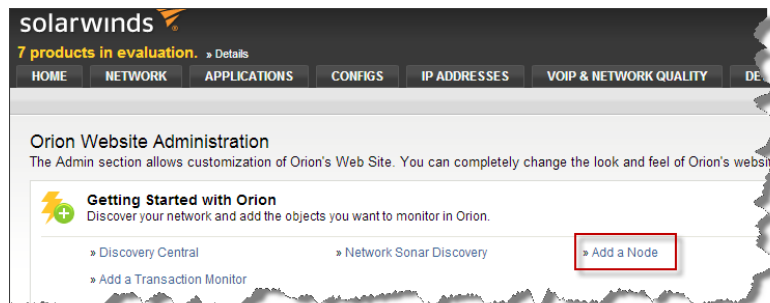 solarwinds
7 products in evaluation. » Details
HOME NETWORK APPLICATIONS CONFIGS IP ADDRESSES VOIP & NETWORK QUALITY
Orion Website Administration
The Admin section allows customization of Orion's Web Site. You can completely change the look and feel of Orion's
Getting Started with Orion
Discover your network and add the objects you want to monitor in Orion.
» Discovery Central » Network Sonar Discovery » Add a Node
» Add a Transaction Monitor